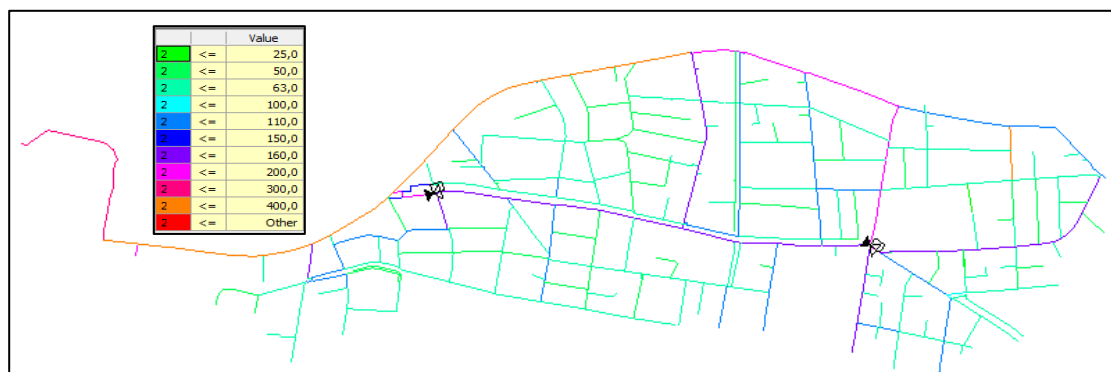 Value
2 <= 25,0
2 <= 50,0
2 <= 63,0
2 <= 100,0
2 <= 110,0
2 <= 150,0
2 <= 160,0
2 <= 200,0
2 <= 300,0
2 <= 400,0
2 <= Other